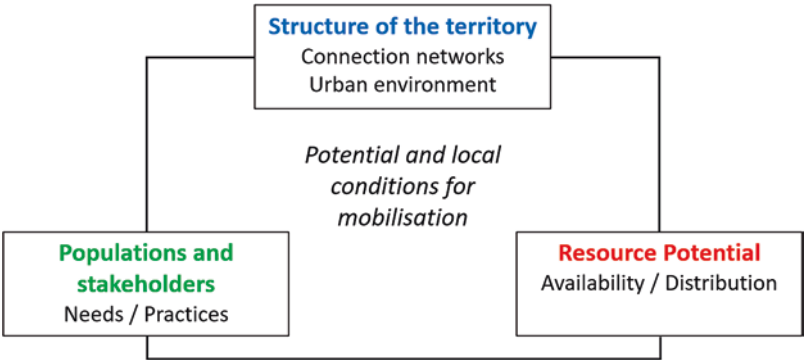 Structure of the territory
Connection networks
Urban environment
Potential and local
conditions for
mobilisation
Populations and
stakeholders
Needs / Practices
Resource Potential
Availability / Distribution